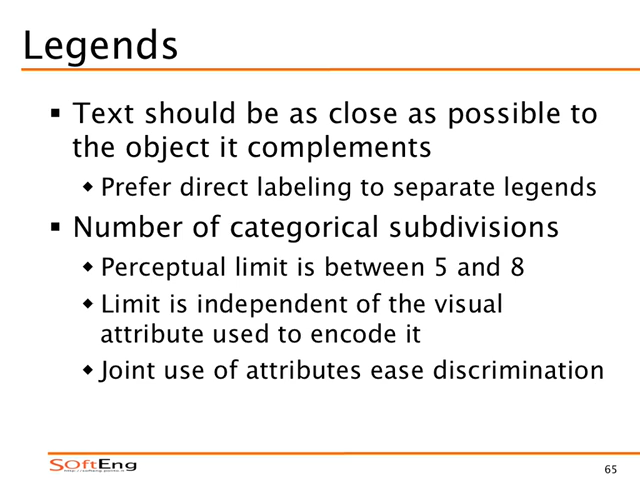 Legends
▪ Text should be as close as possible to
the object it complements
◆ Prefer direct labeling to separate legends
▪ Number of categorical subdivisions
◆ Perceptual limit is between 5 and 8
◆ Limit is independent of the visual
attribute used to encode it
◆ Joint use of attributes ease discrimination
SOftEng
65